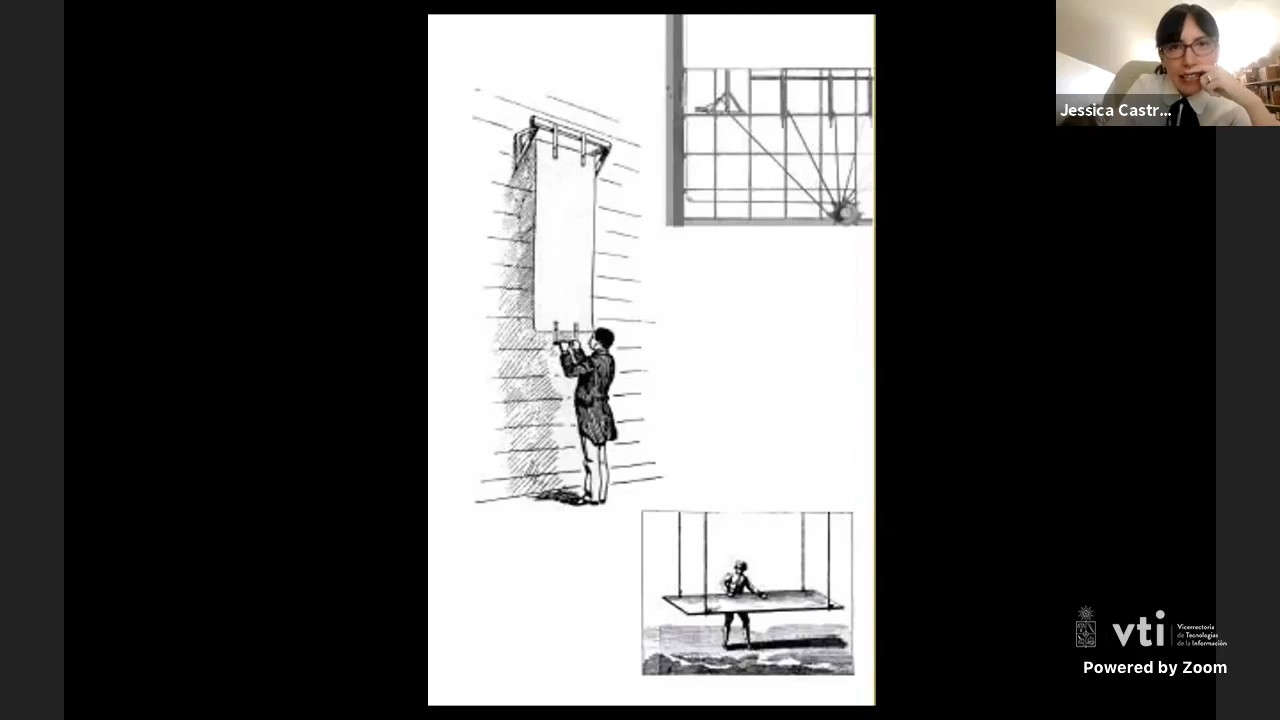 Jessica Castr...
vti
Vicerrectoría
de Tecnologías
de la Información
Powered by Zoom